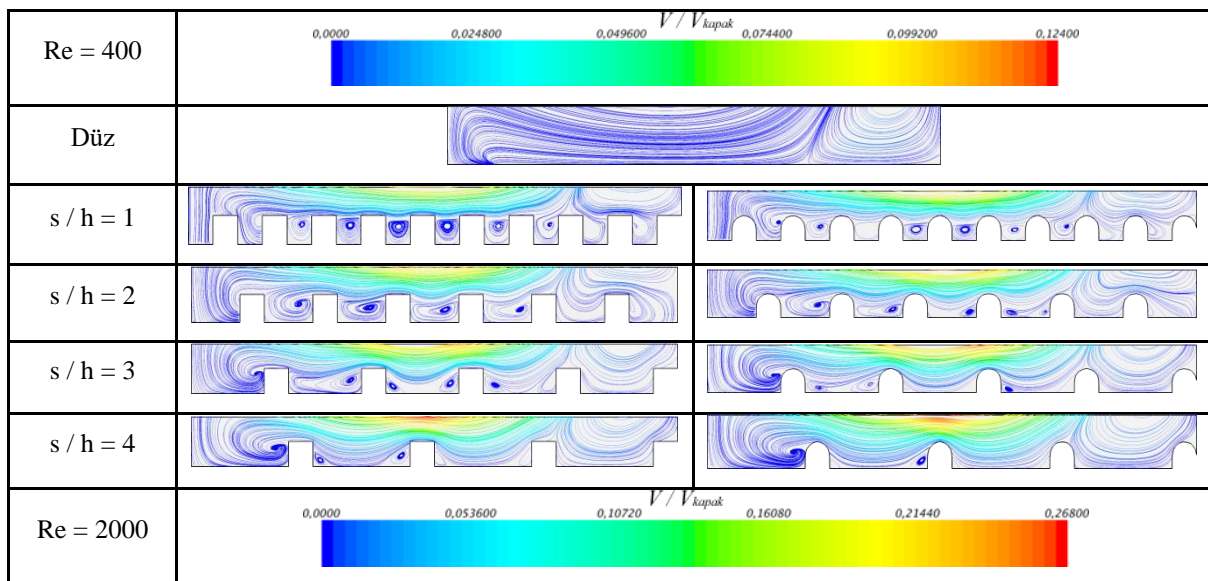 V / Vkapak
0,0000 0,024800 0,049600 0,074400 0,099200 0,12400
Re = 400
Düz
s / h = 1
s / h = 2
s / h = 3
s / h = 4
V / Vkapak
0,0000 0,053600 0,10720 0,16080 0,21440 0,26800
Re = 2000